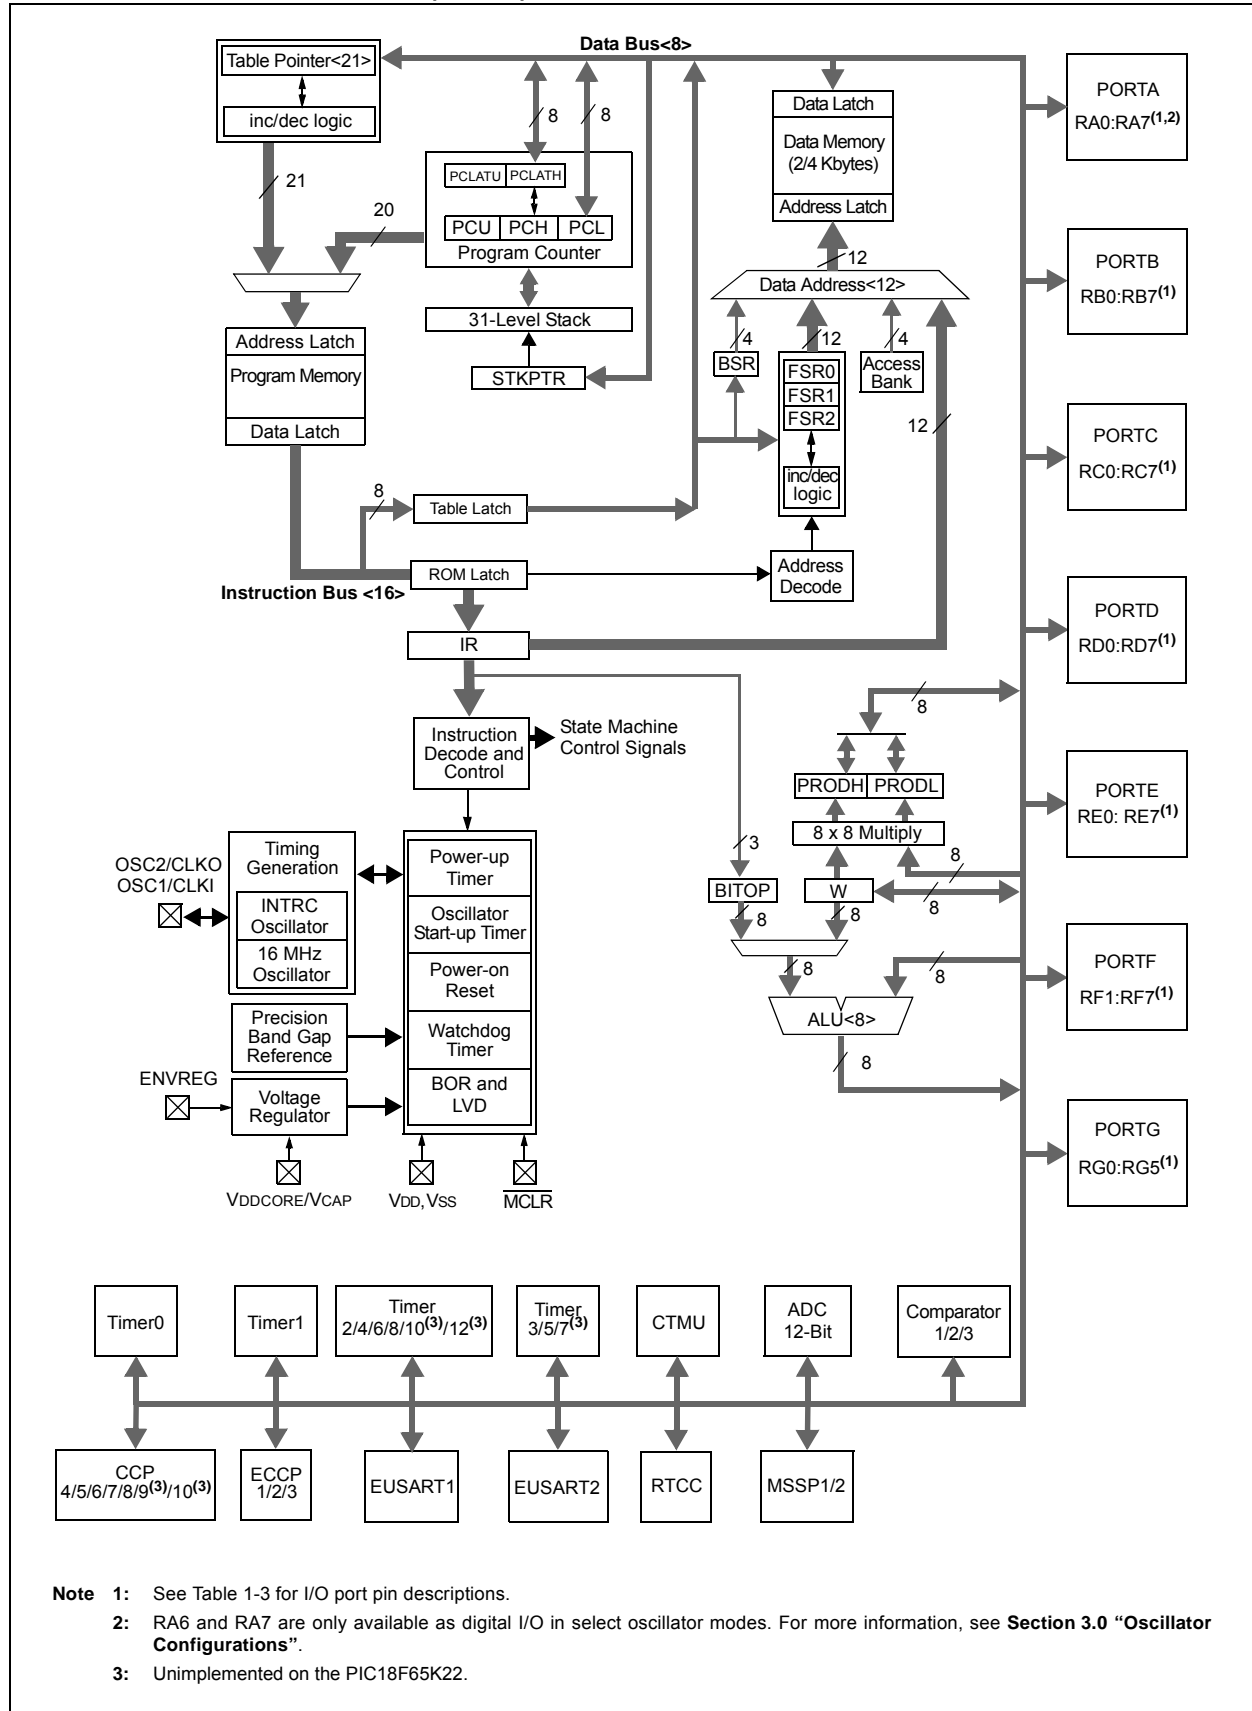 Data Bus<8>
Table Pointer<21>
inc/dec logic
21
20
8
8
PCLATU
PCLATH
PCU
PCH
PCL
Program Counter
31-Level Stack
STKPTR
Address Latch
Program Memory
Data Latch
8
Table Latch
ROM Latch
Instruction Bus <16>
IR
Data Latch
Data Memory
(2/4 Kbytes)
Address Latch
12
Data Address<12>
4
12
4
BSR
FSR0
FSR1
FSR2
inc/dec
logic
Access
Bank
12
Address
Decode
Instruction
Decode and
Control
State Machine
Control Signals
8
PRODH
PRODL
8 x 8 Multiply
3
8
8
BITOP
W
8
8
8
8
8
ALU<8>
8
OSC2/CLKO
OSC1/CLKI
Timing
Generation
INTRC
Oscillator
16 MHz
Oscillator
Power-up
Timer
Oscillator
Start-up Timer
Power-on
Reset
Watchdog
Timer
BOR and
LVD
Precision
Band Gap
Reference
ENVREG
Voltage
Regulator
VDDCORE/VCAP
VDD, VSS
MCLR
PORTA
RA0:RA7(1,2)
PORTB
RB0:RB7(1)
PORTC
RC0:RC7(1)
PORTD
RD0:RD7(1)
PORTE
RE0: RE7(1)
PORTF
RF1:RF7(1)
PORTG
RG0:RG5(1)
Timer0
Timer1
Timer
2/4/6/8/10(3)/12(3)
Timer
3/5/7(3)
CTMU
ADC
12-Bit
Comparator
1/2/3
CCP
4/5/6/7/8/9(3)/10(3)
ECCP
1/2/3
EUSART1
EUSART2
RTCC
MSSP1/2
Note 1: See Table 1-3 for I/O port pin descriptions.
2: RA6 and RA7 are only available as digital I/O in select oscillator modes. For more information, see Section 3.0 “Oscillator
Configurations”.
3: Unimplemented on the PIC18F65K22.